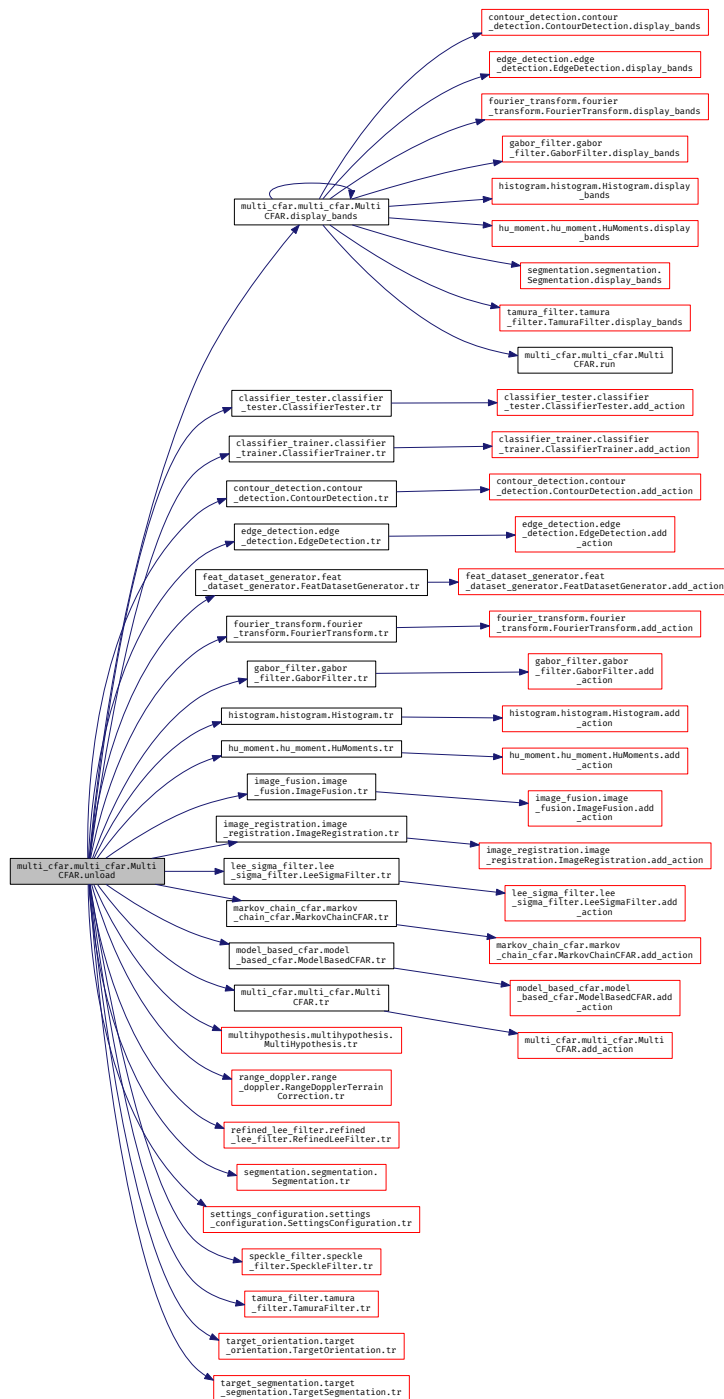 contour_detection.contour
_detection.ContourDetection.display_bands
edge_detection.edge
_detection.EdgeDetection.display_bands
fourier_transform.fourier
_transform.FourierTransform.display_bands
gabor_filter.gabor
_filter.GaborFilter.display_bands
histogram.histogram.Histogram.display
_bands
multi_cfar.multi_cfar.Multi
CFAR.display_bands
hu_moment.hu_moment.HuMoments.display
_bands
segmentation.segmentation.
Segmentation.display_bands
tamura_filter.tamura
_filter.TamuraFilter.display_bands
multi_cfar.multi_cfar.Multi
CFAR.run
classifier_tester.classifier
_tester.ClassifierTester.tr
classifier_tester.classifier
_tester.ClassifierTester.add_action
classifier_trainer.classifier
_trainer.ClassifierTrainer.tr
classifier_trainer.classifier
_trainer.ClassifierTrainer.add_action
contour_detection.contour
_detection.ContourDetection.tr
contour_detection.contour
_detection.ContourDetection.add_action
edge_detection.edge
_detection.EdgeDetection.tr
edge_detection.edge
_detection.EdgeDetection.add
_action
feat_dataset_generator.feat
_dataset_generator.FeatDatasetGenerator.tr
feat_dataset_generator.feat
_dataset_generator.FeatDatasetGenerator.add_action
fourier_transform.fourier
_transform.FourierTransform.tr
fourier_transform.fourier
_transform.FourierTransform.add_action
gabor_filter.gabor
_filter.GaborFilter.tr
gabor_filter.gabor
_filter.GaborFilter.add
_action
histogram.histogram.Histogram.tr
histogram.histogram.Histogram.add
_action
hu_moment.hu_moment.HuMoments.tr
hu_moment.hu_moment.HuMoments.add
_action
image_fusion.image
_fusion.ImageFusion.tr
image_fusion.image
_fusion.ImageFusion.add
_action
image_registration.image
_registration.ImageRegistration.tr
image_registration.image
_registration.ImageRegistration.add_action
multi_cfar.multi_cfar.Multi
CFAR.unload
lee_sigma_filter.lee
_sigma_filter.LeeSigmaFilter.tr
lee_sigma_filter.lee
_sigma_filter.LeeSigmaFilter.add
_action
markov_chain_cfar.markov
_chain_cfar.MarkovChainCFAR.tr
markov_chain_cfar.markov
_chain_cfar.MarkovChainCFAR.add_action
model_based_cfar.model
_based_cfar.ModelBasedCFAR.tr
model_based_cfar.model
_based_cfar.ModelBasedCFAR.add
_action
multi_cfar.multi_cfar.Multi
CFAR.tr
multi_cfar.multi_cfar.Multi
CFAR.add_action
multihypothesis.multihypothesis.
MultiHypothesis.tr
range_doppler.range
_doppler.RangeDopplerTerrain
Correction.tr
refined_lee_filter.refined
_lee_filter.RefinedLeeFilter.tr
segmentation.segmentation.
Segmentation.tr
settings_configuration.settings
_configuration.SettingsConfiguration.tr
speckle_filter.speckle
_filter.SpeckleFilter.tr
tamura_filter.tamura
_filter.TamuraFilter.tr
target_orientation.target
_orientation.TargetOrientation.tr
target_segmentation.target
_segmentation.TargetSegmentation.tr